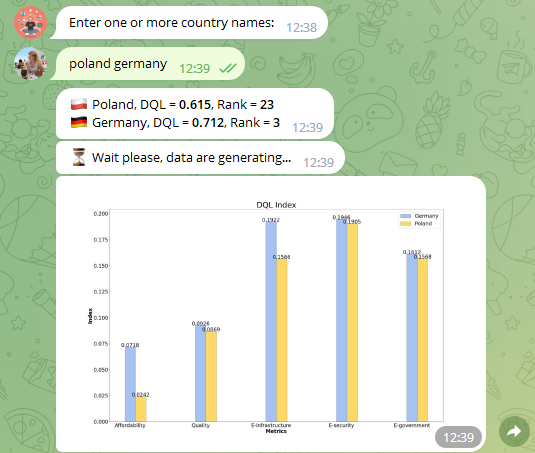 Enter one or more country names: 12:38
poland germany 12:39
Poland, DQL = 0.615, Rank = 23
Germany, DQL = 0.712, Rank = 3 12:39
Wait please, data are generating... 12:39
DQL Index
Germany
Poland
Index
0.200
0.175
0.150
0.125
0.100
0.075
0.050
0.025
0.000
0.0718
0.0242
0.0926
0.0869
0.1922
0.1566
0.1946
0.1905
0.1612
0.1568
Affordability Quality E-infrastructure E-security E-government
Metrics
12:39